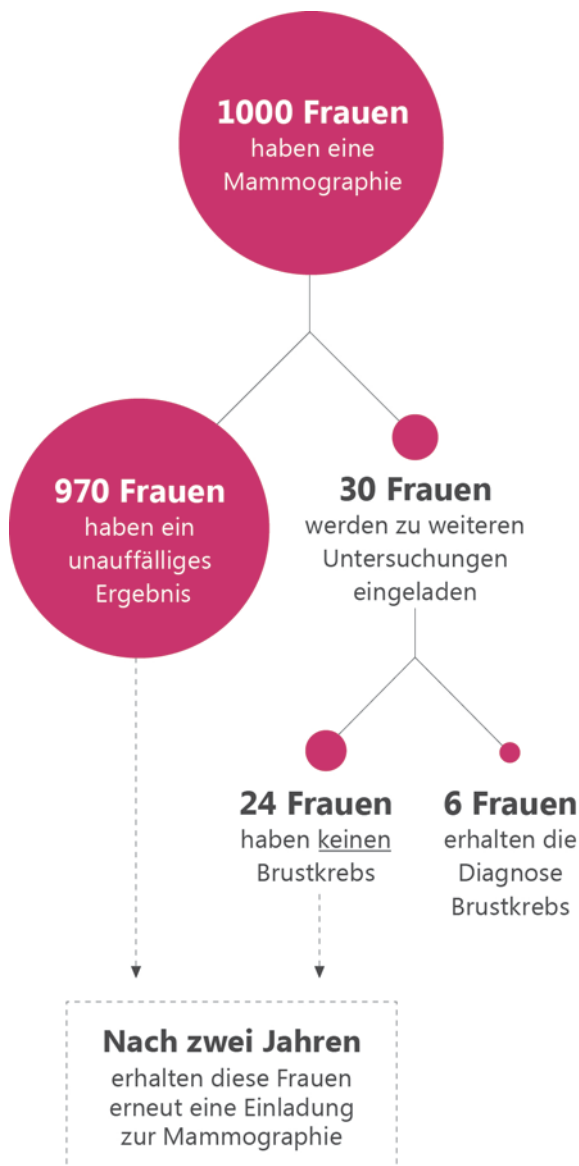 1000 Frauen
haben eine
Mammographie
970 Frauen
haben ein
unauffälliges
Ergebnis
30 Frauen
werden zu weiteren
Untersuchungen
eingeladen
24 Frauen
haben keinen
Brustkrebs
6 Frauen
erhalten die
Diagnose
Brustkrebs
Nach zwei Jahren
erhalten diese Frauen
erneut eine Einladung
zur Mammographie